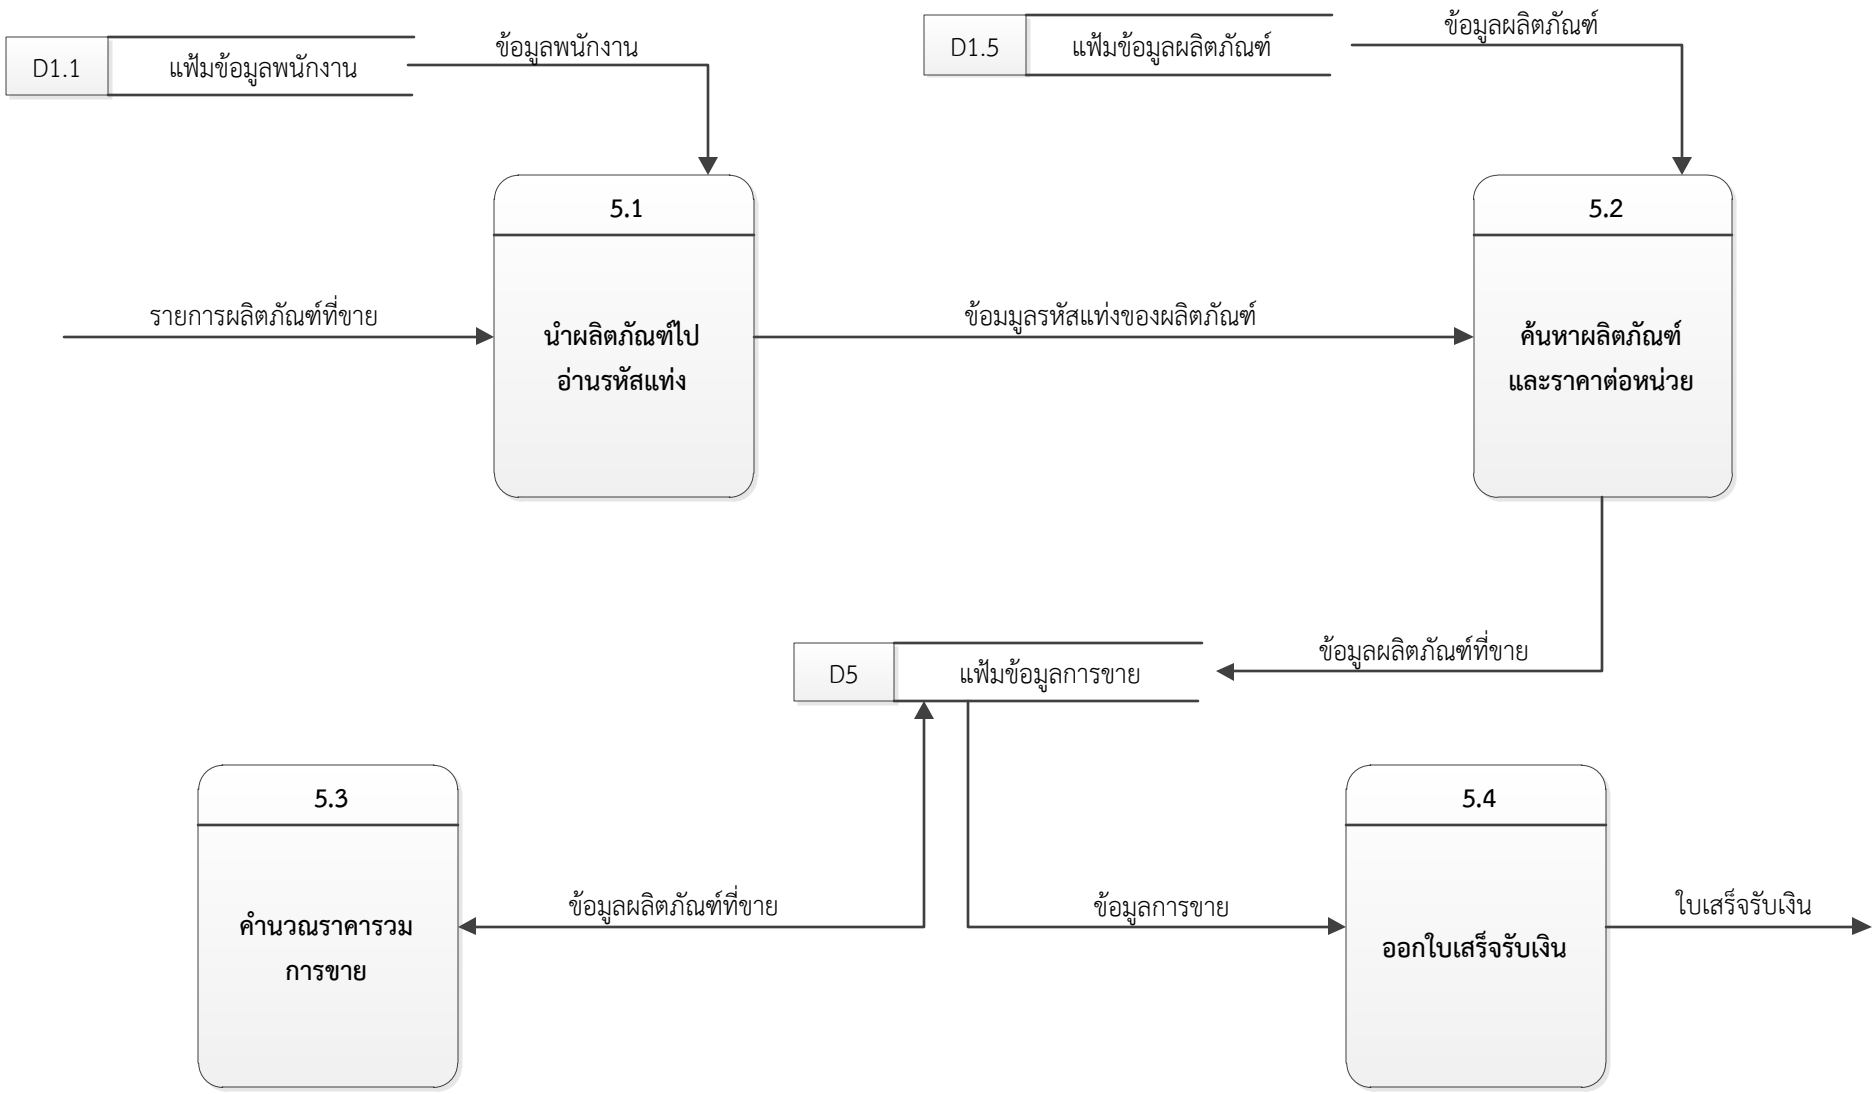 D1.1
แฟ้มข้อมูลพนักงาน
ข้อมูลพนักงาน
D1.5
แฟ้มข้อมูลผลิตภัณฑ์
ข้อมูลผลิตภัณฑ์
5.1
นำผลิตภัณฑ์ไป
อ่านรหัสแท่ง
5.2
ค้นหาผลิตภัณฑ์
และราคาต่อหน่วย
รายการผลิตภัณฑ์ที่ขาย
ข้อมมูลรหัสแท่งของผลิตภัณฑ์
D5
แฟ้มข้อมูลการขาย
ข้อมูลผลิตภัณฑ์ที่ขาย
5.3
คำนวณราคารวม
การขาย
ข้อมูลผลิตภัณฑ์ที่ขาย
ข้อมูลการขาย
5.4
ออกใบเสร็จรับเงิน
ใบเสร็จรับเงิน